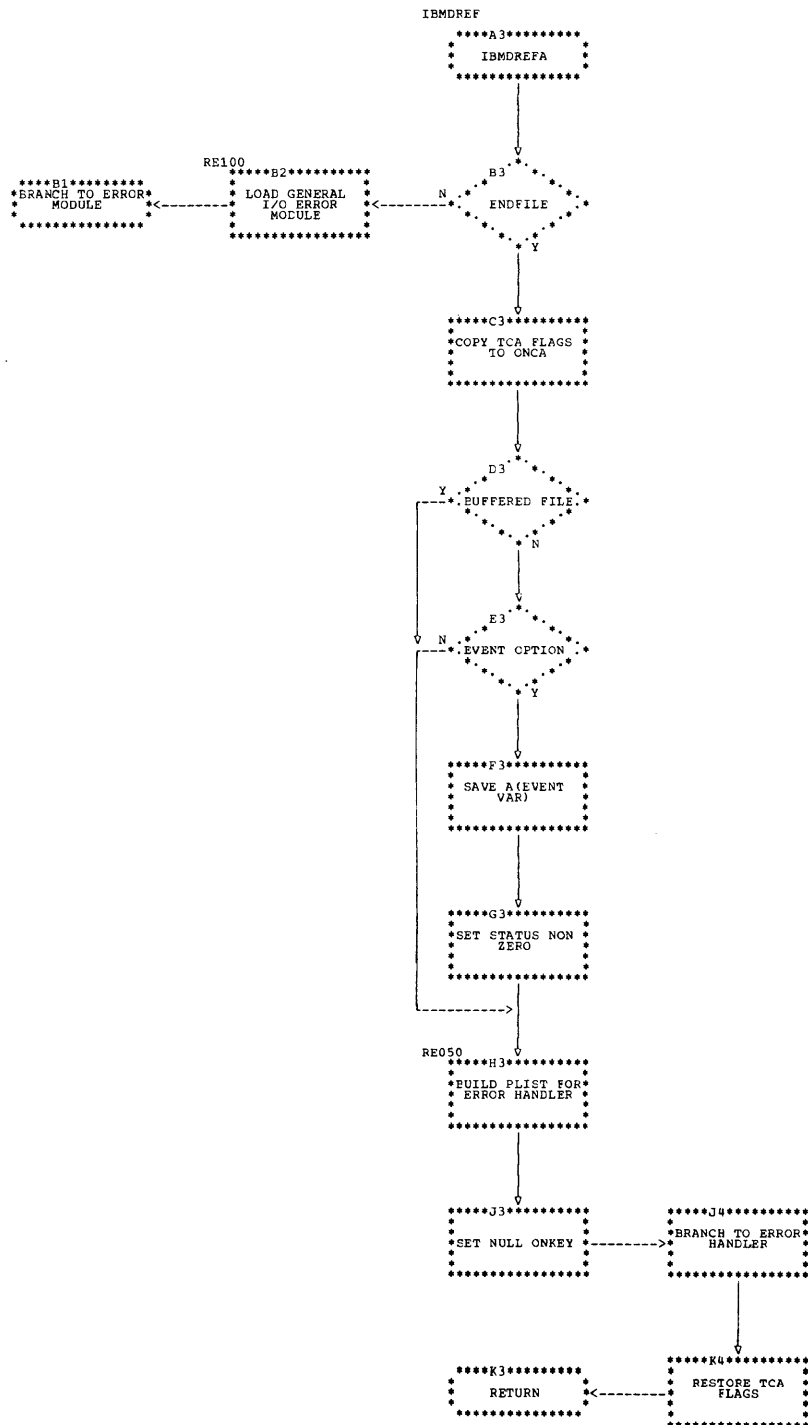 IBMDREF
A3
IBMDREFA
RE100
B1
BRANCH TO ERROR
MODULE
B2
LOAD GENERAL
I/O ERROR
MODULE
N
B3
ENDFILE
Y
C3
COPY TCA FLAGS
TO ONCA
D3
Y
BUFFERED FILE
N
E3
N
EVENT OPTION
Y
F3
SAVE A(EVENT
VAR)
G3
SET STATUS NON
ZERO
RE050
H3
BUILD PLIST FOR
ERROR HANDLER
J3
SET NULL ONKEY
J4
BRANCH TO ERROR
HANDLER
K3
RETURN
K4
RESTORE TCA
FLAGS